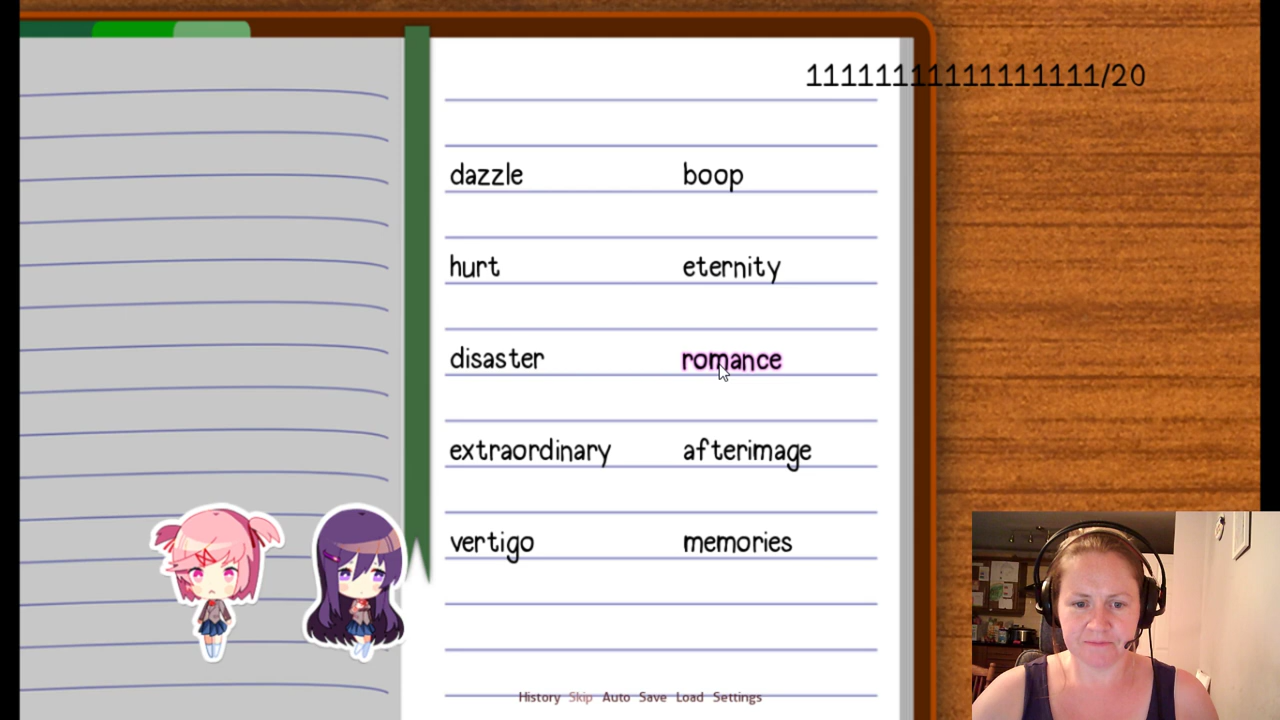 11111111111111111/20
dazzle boop
hurt eternity
disaster romance
extraordinary afterimage
vertigo memories
History Skip Auto Save Load Settings